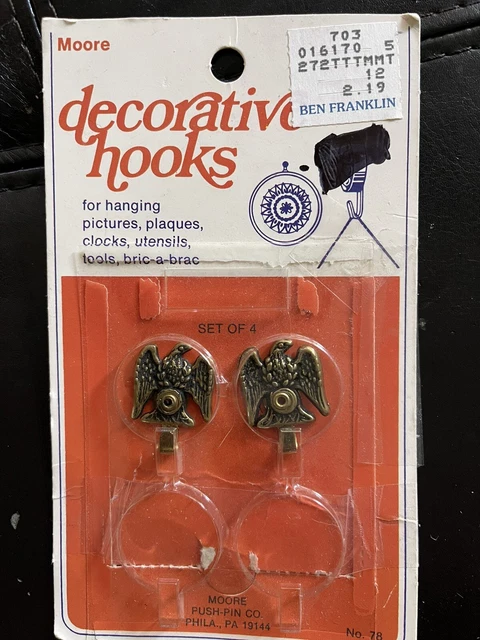 Moore
703
016170 5
272TTTMMT
12
2.19
BEN FRANKLIN
decorative
hooks
for hanging
pictures, plaques,
clocks, utensils,
tools, bric-a-brac
SET OF 4
MOORE
PUSH-PIN CO.
PHILA., PA 19144
No. 78